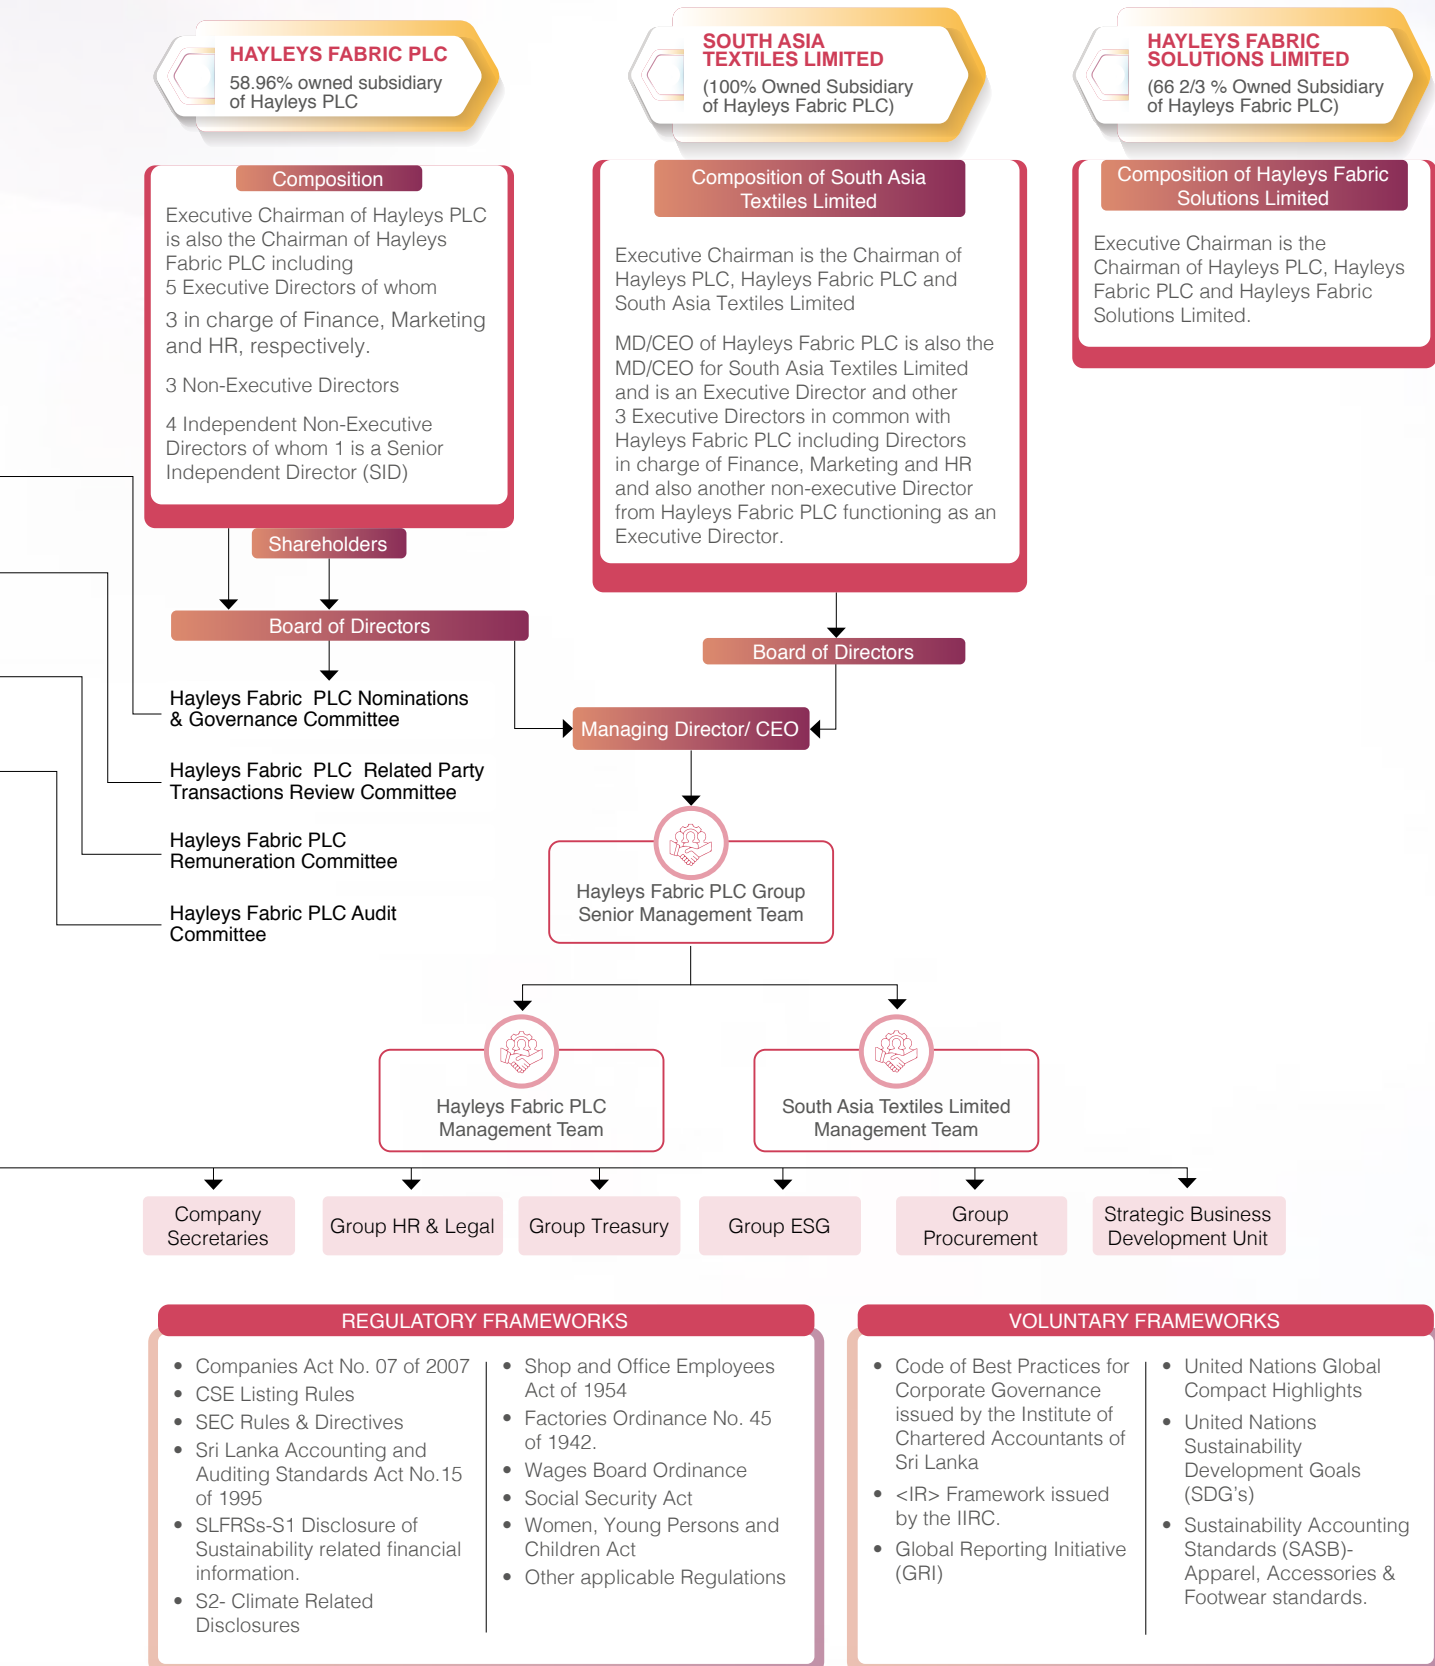 HAYLEYS FABRIC PLC
58.96% owned subsidiary
of Hayleys PLC
SOUTH ASIA
TEXTILES LIMITED
(100% Owned Subsidiary
of Hayleys Fabric PLC)
HAYLEYS FABRIC
SOLUTIONS LIMITED
(66 2/3 % Owned Subsidiary
of Hayleys Fabric PLC)
Composition
Executive Chairman of Hayleys PLC
is also the Chairman of Hayleys
Fabric PLC including
5 Executive Directors of whom
3 in charge of Finance, Marketing
and HR, respectively.
3 Non-Executive Directors
4 Independent Non-Executive
Directors of whom 1 is a Senior
Independent Director (SID)
Composition of South Asia
Textiles Limited
Executive Chairman is the Chairman of
Hayleys PLC, Hayleys Fabric PLC and
South Asia Textiles Limited
MD/CEO of Hayleys Fabric PLC is also the
MD/CEO for South Asia Textiles Limited
and is an Executive Director and other
3 Executive Directors in common with
Hayleys Fabric PLC including Directors
in charge of Finance, Marketing and HR
and also another non-executive Director
from Hayleys Fabric PLC functioning as an
Executive Director.
Composition of Hayleys Fabric
Solutions Limited
Executive Chairman is the
Chairman of Hayleys PLC, Hayleys
Fabric PLC and Hayleys Fabric
Solutions Limited.
Shareholders
Board of Directors
Board of Directors
Hayleys Fabric PLC Nominations
& Governance Committee
Managing Director/ CEO
Hayleys Fabric PLC Related Party
Transactions Review Committee
Hayleys Fabric PLC
Remuneration Committee
Hayleys Fabric PLC Audit
Committee
Hayleys Fabric PLC Group
Senior Management Team
Hayleys Fabric PLC
Management Team
South Asia Textiles Limited
Management Team
Company
Secretaries
Group HR & Legal
Group Treasury
Group ESG
Group
Procurement
Strategic Business
Development Unit
REGULATORY FRAMEWORKS
• Companies Act No. 07 of 2007
• CSE Listing Rules
• SEC Rules & Directives
• Sri Lanka Accounting and
Auditing Standards Act No.15
of 1995
• SLFRSs-S1 Disclosure of
Sustainability related financial
information.
• S2- Climate Related
Disclosures
• Shop and Office Employees
Act of 1954
• Factories Ordinance No. 45
of 1942.
• Wages Board Ordinance
• Social Security Act
• Women, Young Persons and
Children Act
• Other applicable Regulations
VOLUNTARY FRAMEWORKS
• Code of Best Practices for
Corporate Governance
issued by the Institute of
Chartered Accountants of
Sri Lanka
• <IR> Framework issued
by the IIRC.
• Global Reporting Initiative
(GRI)
• United Nations Global
Compact Highlights
• United Nations
Sustainability
Development Goals
(SDG's)
• Sustainability Accounting
Standards (SASB)-
Apparel, Accessories &
Footwear standards.